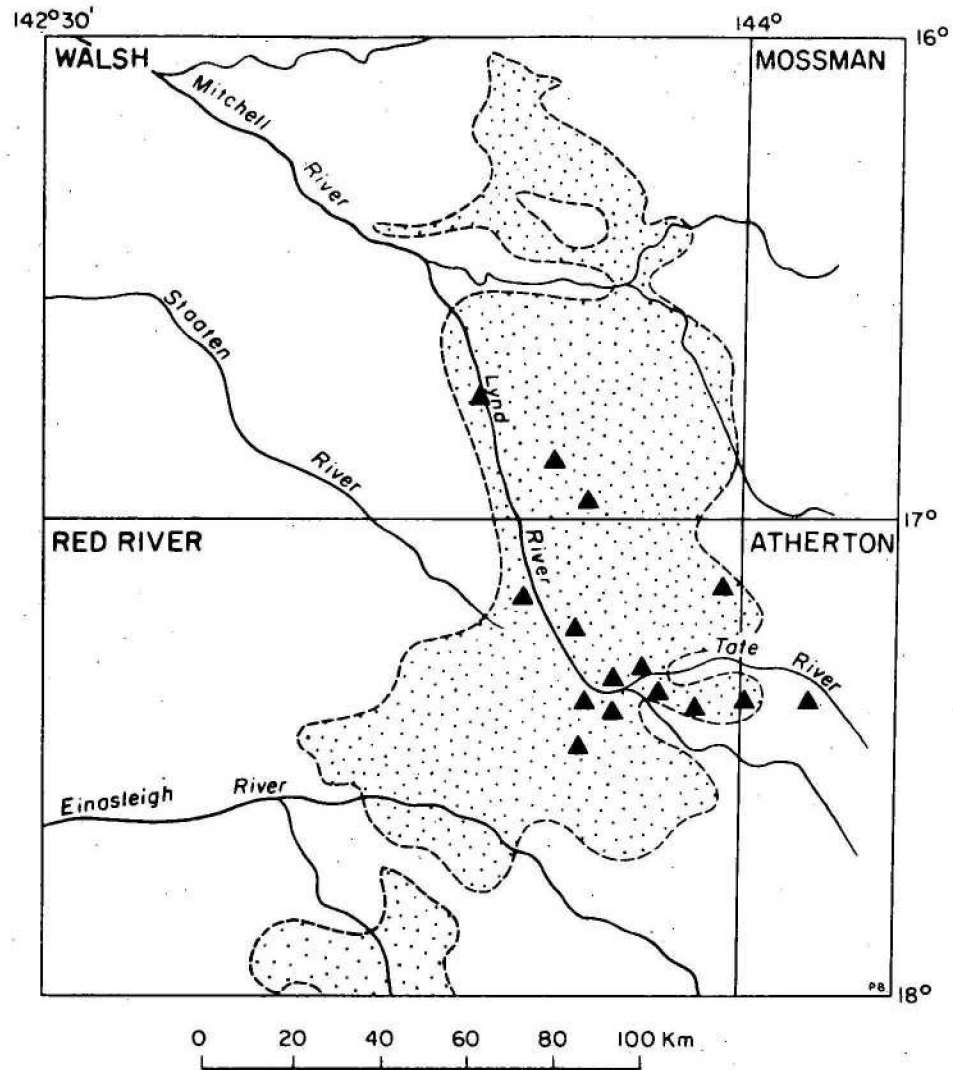 142°30'
144°
16°
WALSH
MOSSMAN
Mitchell
River
Staaten
River
Lynd
River
17°
RED RIVER
ATHERTON
Tate
River
Einasleigh
River
18°
PB
0 20 40 60 80 100 Km